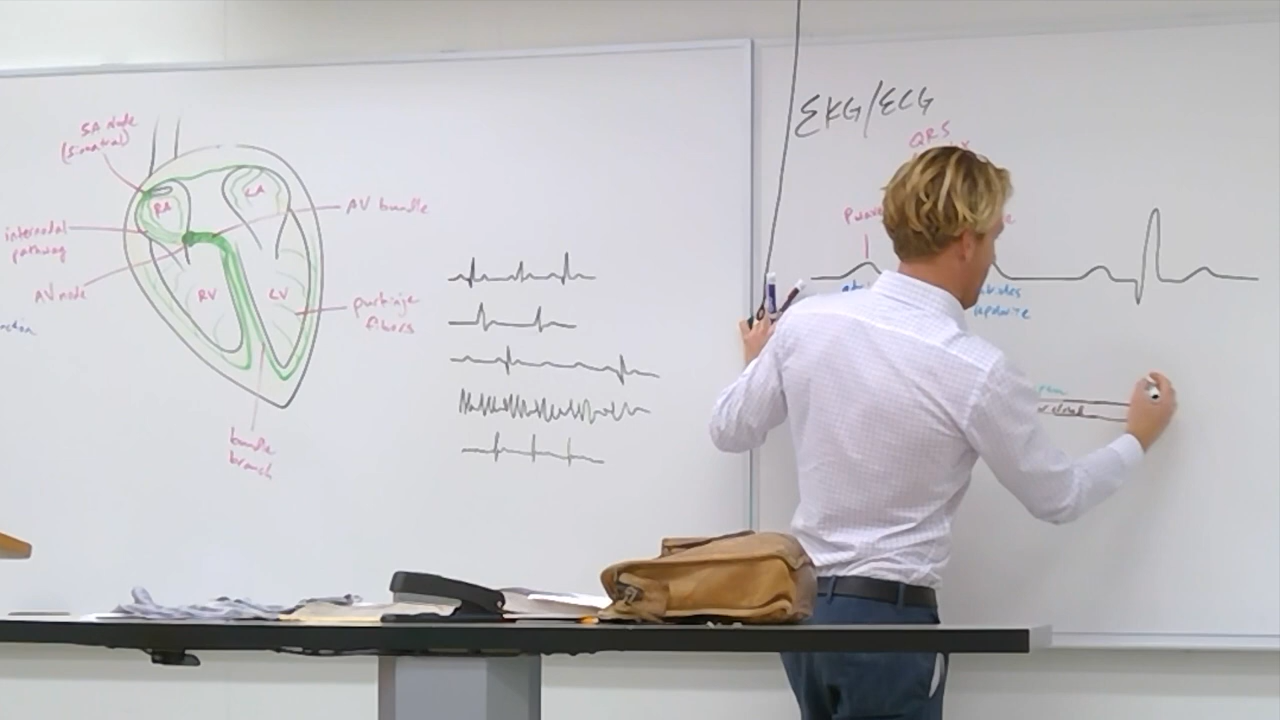 SA node
(sinoatrial)
RA
LA
internodal
pathway
AV bundle
AV node
RV
LV
purkinje
fibers
bundle
branch
EKG/ECG
QRS
P wave